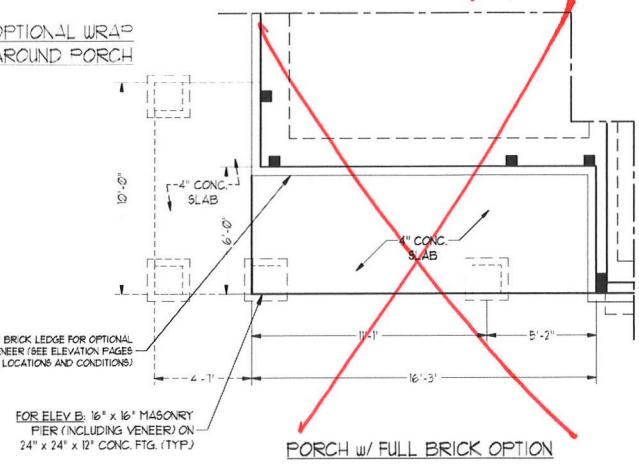 OPTIONAL WRAP
AROUND PORCH
10'-0"
4" CONC.
SLAB
6'-0"
4" CONC.
SLAB
BRICK LEDGE FOR OPTIONAL
VENEER (SEE ELEVATION PAGES
LOCATIONS AND CONDITIONS)
11'-1"
5'-2"
4'-7"
16'-3"
FOR ELEV B: 16" x 16" MASONRY
PIER (INCLUDING VENEER) ON
24" x 24" x 12" CONC. FTG. (TYP.)
PORCH w/ FULL BRICK OPTION